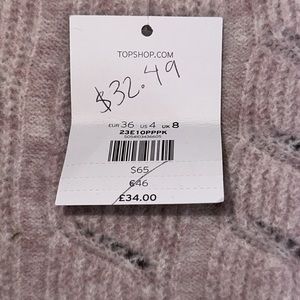 TOPSHOP.COM
$32.49
EUR 36 US 4 UK 8
23E10PPPK
$65
€46
£34.00